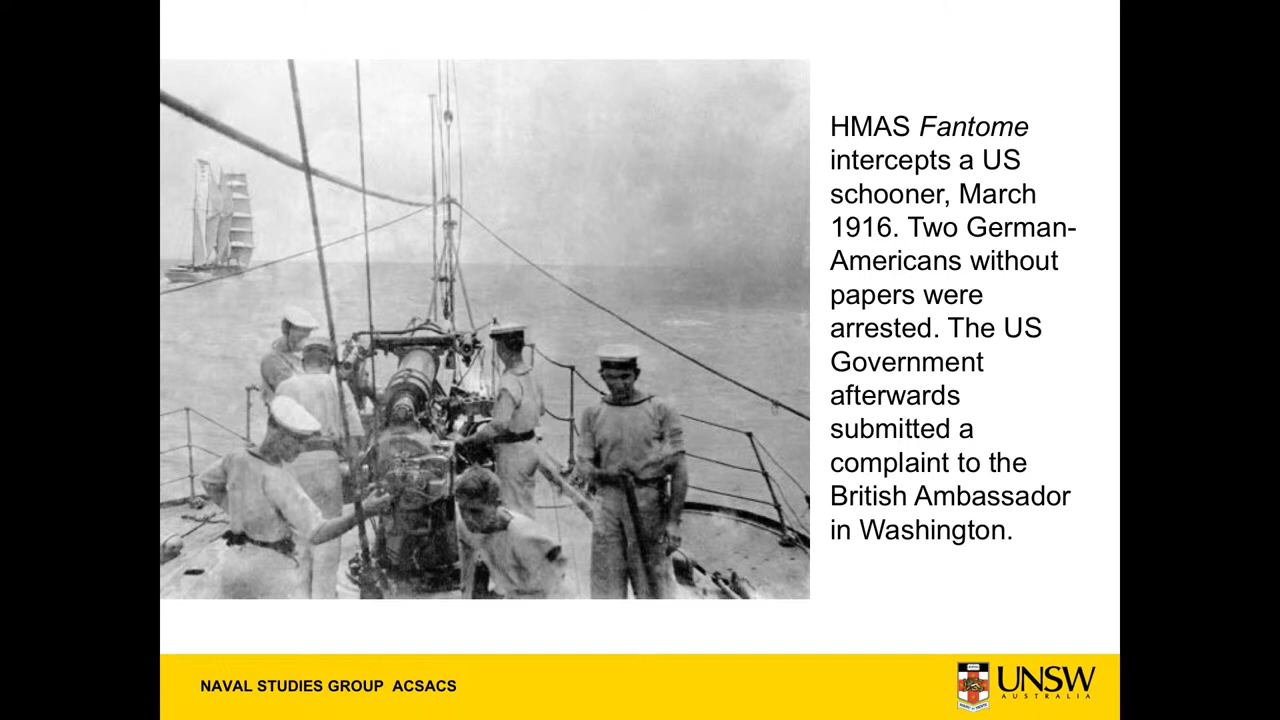 HMAS Fantome
intercepts a US
schooner, March
1916. Two German-
Americans without
papers were
arrested. The US
Government
afterwards
submitted a
complaint to the
British Ambassador
in Washington.
NAVAL STUDIES GROUP ACSACS
UNSW
AUSTRALIA